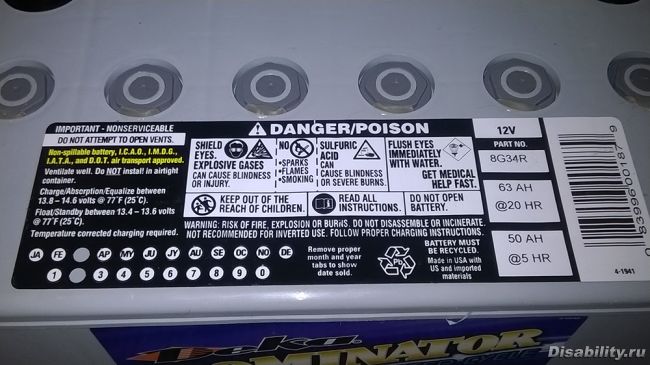 IMPORTANT - NONSERVICEABLE
DO NOT ATTEMPT TO OPEN VENTS.
Non-spillable battery, I.C.A.O., I.M.D.G.,
I.A.T.A., and D.O.T. air transport approved.
Ventilate well. Do NOT install in airtight
container.
Charge/Absorption/Equalize between
13.8 – 14.6 volts @ 77°F (25°C).
Float/Standby between 13.4 – 13.6 volts
@ 77°F (25°C).
Temperature corrected charging required.
JA FE AP MY JY AU SE OC NO DE
1 3 4 5 6 7 8 9 0
DANGER/POISON
SHIELD
EYES.
EXPLOSIVE GASES
CAN CAUSE BLINDNESS
OR INJURY.
NO
•SPARKS
•FLAMES
•SMOKING
SULFURIC
ACID
CAN
CAUSE BLINDNESS
OR SEVERE BURNS.
FLUSH EYES
IMMEDIATELY
WITH WATER.
GET MEDICAL
HELP FAST.
KEEP OUT OF THE
REACH OF CHILDREN.
READ ALL
INSTRUCTIONS.
DO NOT OPEN
BATTERY.
WARNING: RISK OF FIRE, EXPLOSION OR BURNS. DO NOT DISASSEMBLE OR INCINERATE.
NOT RECOMMENDED FOR INVERTED USE. FOLLOW PROPER CHARGING INSTRUCTIONS.
Remove proper
month and year
tabs to show
date sold.
Pb
BATTERY MUST
BE RECYCLED.
Made in USA with
US and imported
materials
12V
PART NO.
8G34R
63 AH
@20 HR
50 AH
@5 HR
83996 00187 9
4-1941
Deka
DOMINATOR
Disability.ru